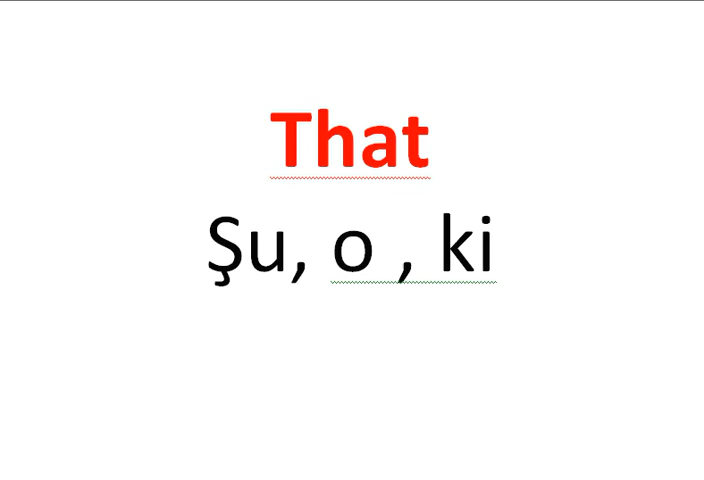 That
Şu, o , ki